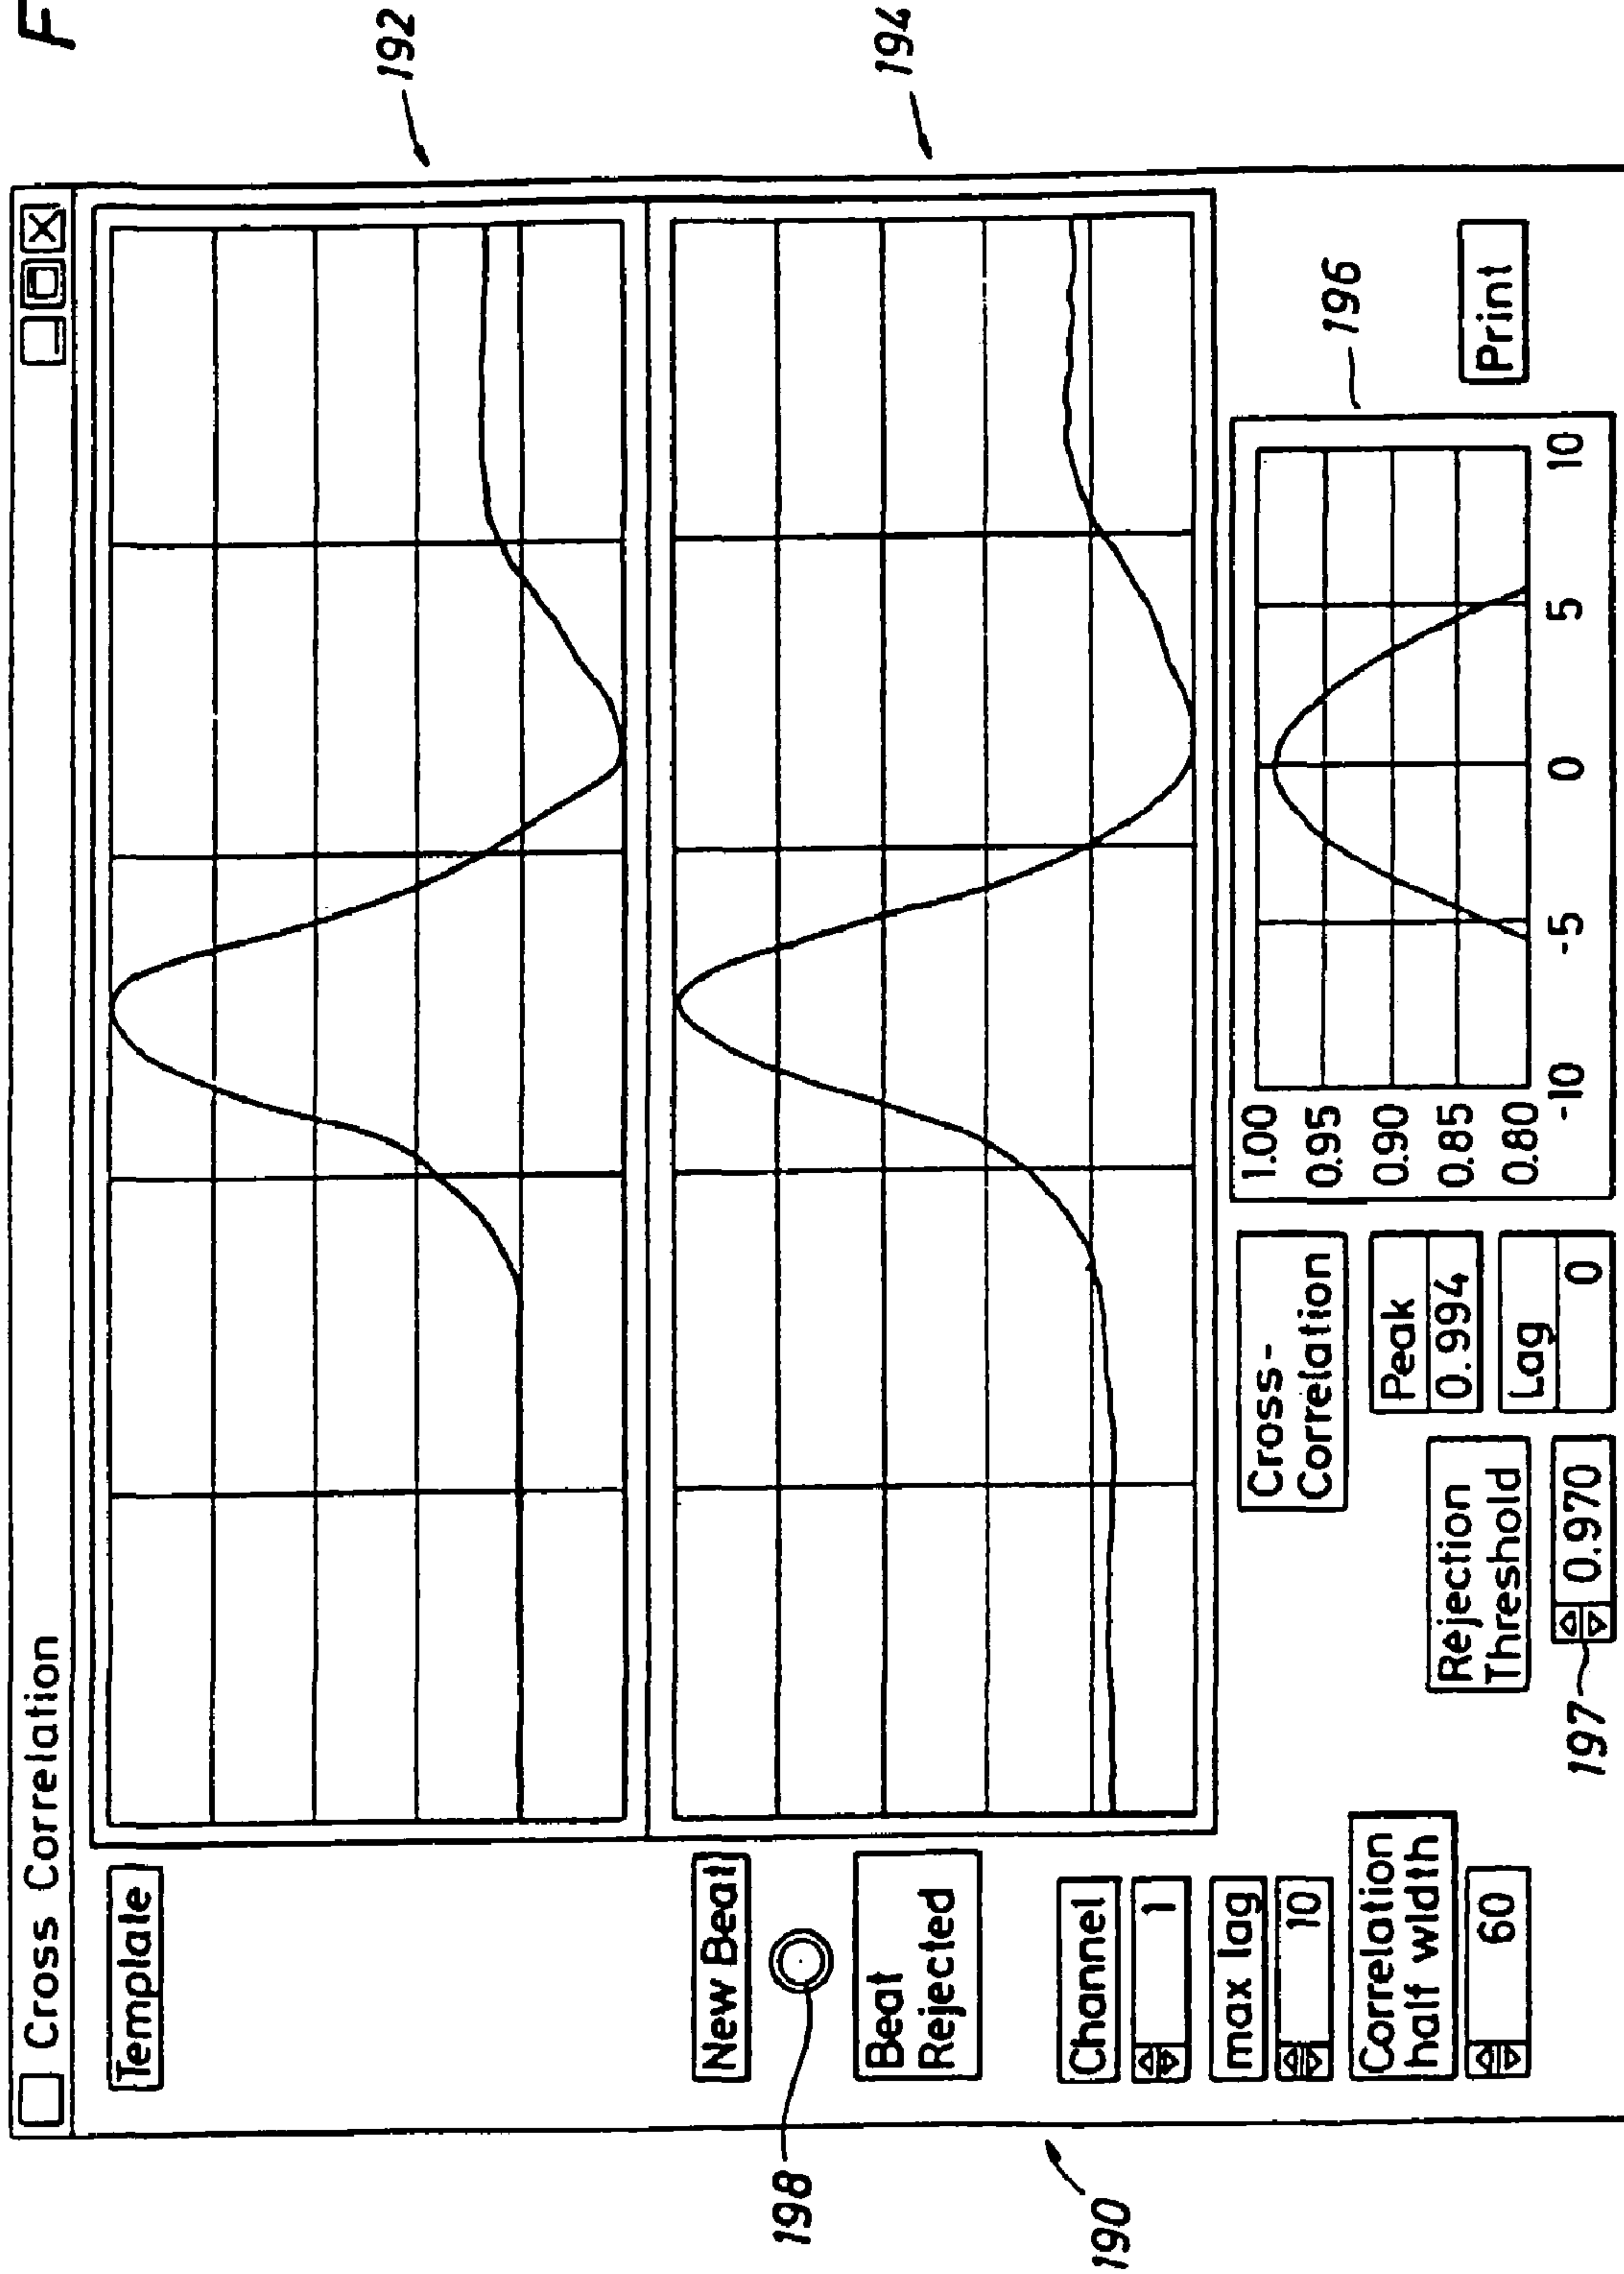 F
Cross Correlation
Template
192
New Beat
198
Beat
Rejected
194
Channel
1
max lag
10
Correlation
half width
60
190
Cross-
Correlation
Peak
0.994
Lag
0
Rejection
Threshold
0.970
197
1.00
0.95
0.90
0.85
0.80
-10
-5
0
5
10
196
Print